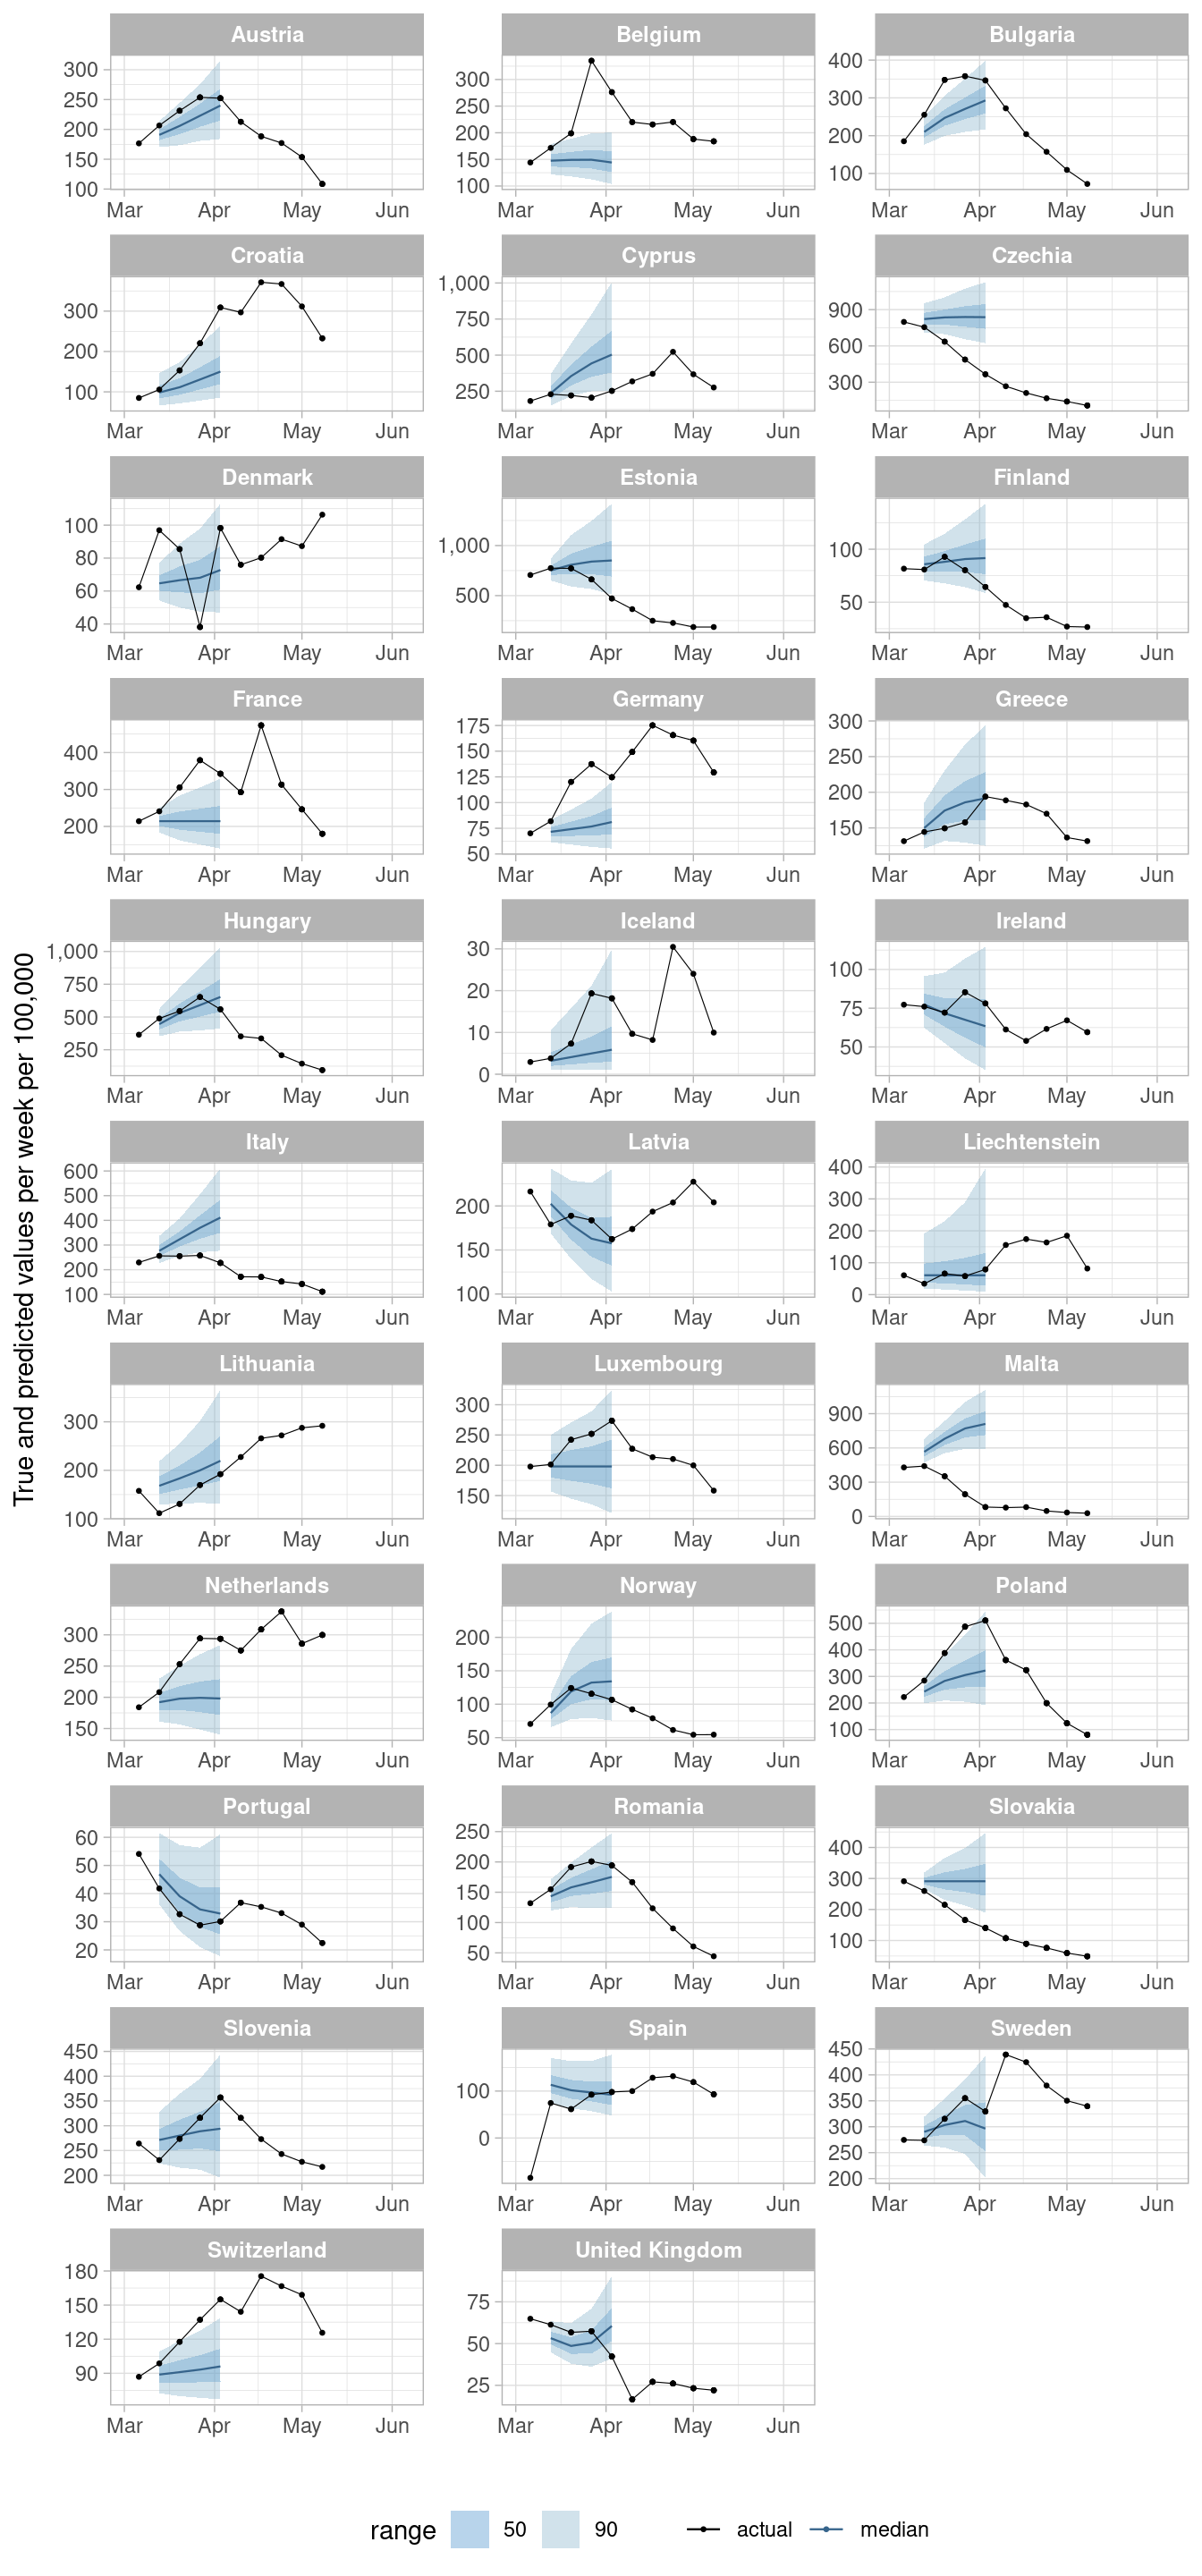 True and predicted values per week per 100,000
Austria
300
250
200
150
100
Mar Apr May Jun
Belgium
300
250
200
150
100
Mar Apr May Jun
Bulgaria
400
300
200
100
Mar Apr May Jun
Croatia
300
200
100
Mar Apr May Jun
Cyprus
1,000
750
500
250
Mar Apr May Jun
Czechia
900
600
300
Mar Apr May Jun
Denmark
100
80
60
40
Mar Apr May Jun
Estonia
1,000
500
Mar Apr May Jun
Finland
100
50
Mar Apr May Jun
France
400
300
200
Mar Apr May Jun
Germany
175
150
125
100
75
50
Mar Apr May Jun
Greece
300
250
200
150
Mar Apr May Jun
Hungary
1,000
750
500
250
Mar Apr May Jun
Iceland
30
20
10
0
Mar Apr May Jun
Ireland
100
75
50
Mar Apr May Jun
Italy
600
500
400
300
200
100
Mar Apr May Jun
Latvia
200
150
100
Mar Apr May Jun
Liechtenstein
400
300
200
100
0
Mar Apr May Jun
Lithuania
300
200
100
Mar Apr May Jun
Luxembourg
300
250
200
150
Mar Apr May Jun
Malta
900
600
300
0
Mar Apr May Jun
Netherlands
300
250
200
150
Mar Apr May Jun
Norway
200
150
100
50
Mar Apr May Jun
Poland
500
400
300
200
100
Mar Apr May Jun
Portugal
60
50
40
30
20
Mar Apr May Jun
Romania
250
200
150
100
50
Mar Apr May Jun
Slovakia
400
300
200
100
Mar Apr May Jun
Slovenia
450
400
350
300
250
200
Mar Apr May Jun
Spain
100
0
Mar Apr May Jun
Sweden
450
400
350
300
250
200
Mar Apr May Jun
Switzerland
180
150
120
90
Mar Apr May Jun
United Kingdom
75
50
25
Mar Apr May Jun
range 50 90 actual median